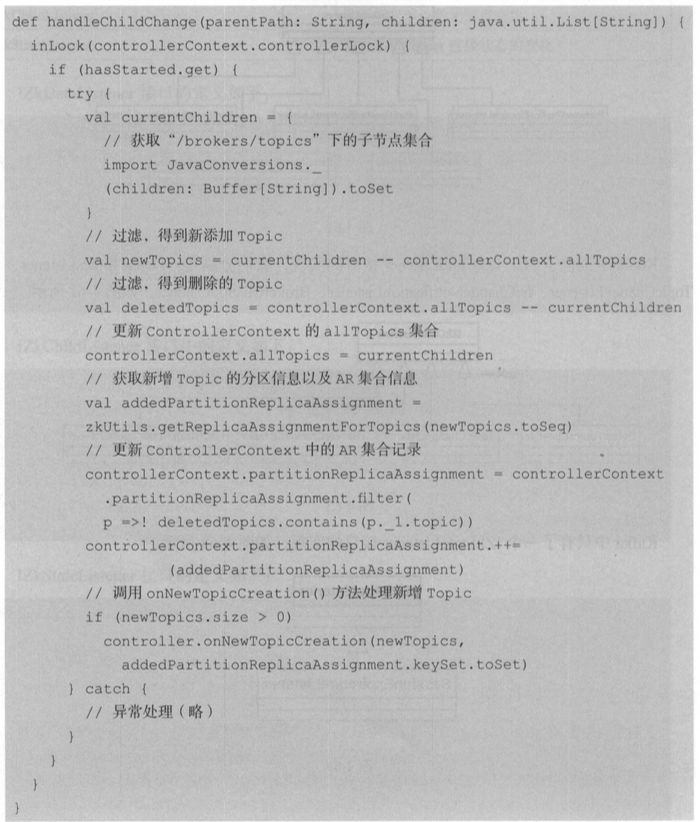 def handleChildChange(parentPath: String, children: java.util.List[String]) {
  inLock(controllerContext.controllerLock) {
    if (hasStarted.get) {
      try {
        val currentChildren = {
          // 获取“/brokers/topics”下的子节点集合
          import JavaConversions._
          (children: Buffer[String]).toSet
        }
        // 过滤，得到新添加 Topic
        val newTopics = currentChildren -- controllerContext.allTopics
        // 过滤，得到删除的 Topic
        val deletedTopics = controllerContext.allTopics -- currentChildren
        // 更新 ControllerContext 的 allTopics 集合
        controllerContext.allTopics = currentChildren
        // 获取新增 Topic 的分区信息以及 AR 集合信息
        val addedPartitionReplicaAssignment =
        zkUtils.getReplicaAssignmentForTopics(newTopics.toSeq)
        // 更新 ControllerContext 中的 AR 集合记录
        controllerContext.partitionReplicaAssignment = controllerContext
          .partitionReplicaAssignment.filter(
          p =>! deletedTopics.contains(p._1.topic))
        controllerContext.partitionReplicaAssignment.++=
                (addedPartitionReplicaAssignment)
        // 调用 onNewTopicCreation() 方法处理新增 Topic
        if (newTopics.size > 0)
          controller.onNewTopicCreation(newTopics,
            addedPartitionReplicaAssignment.keySet.toSet)
      } catch {
        // 异常处理（略）
      }
    }
  }
}